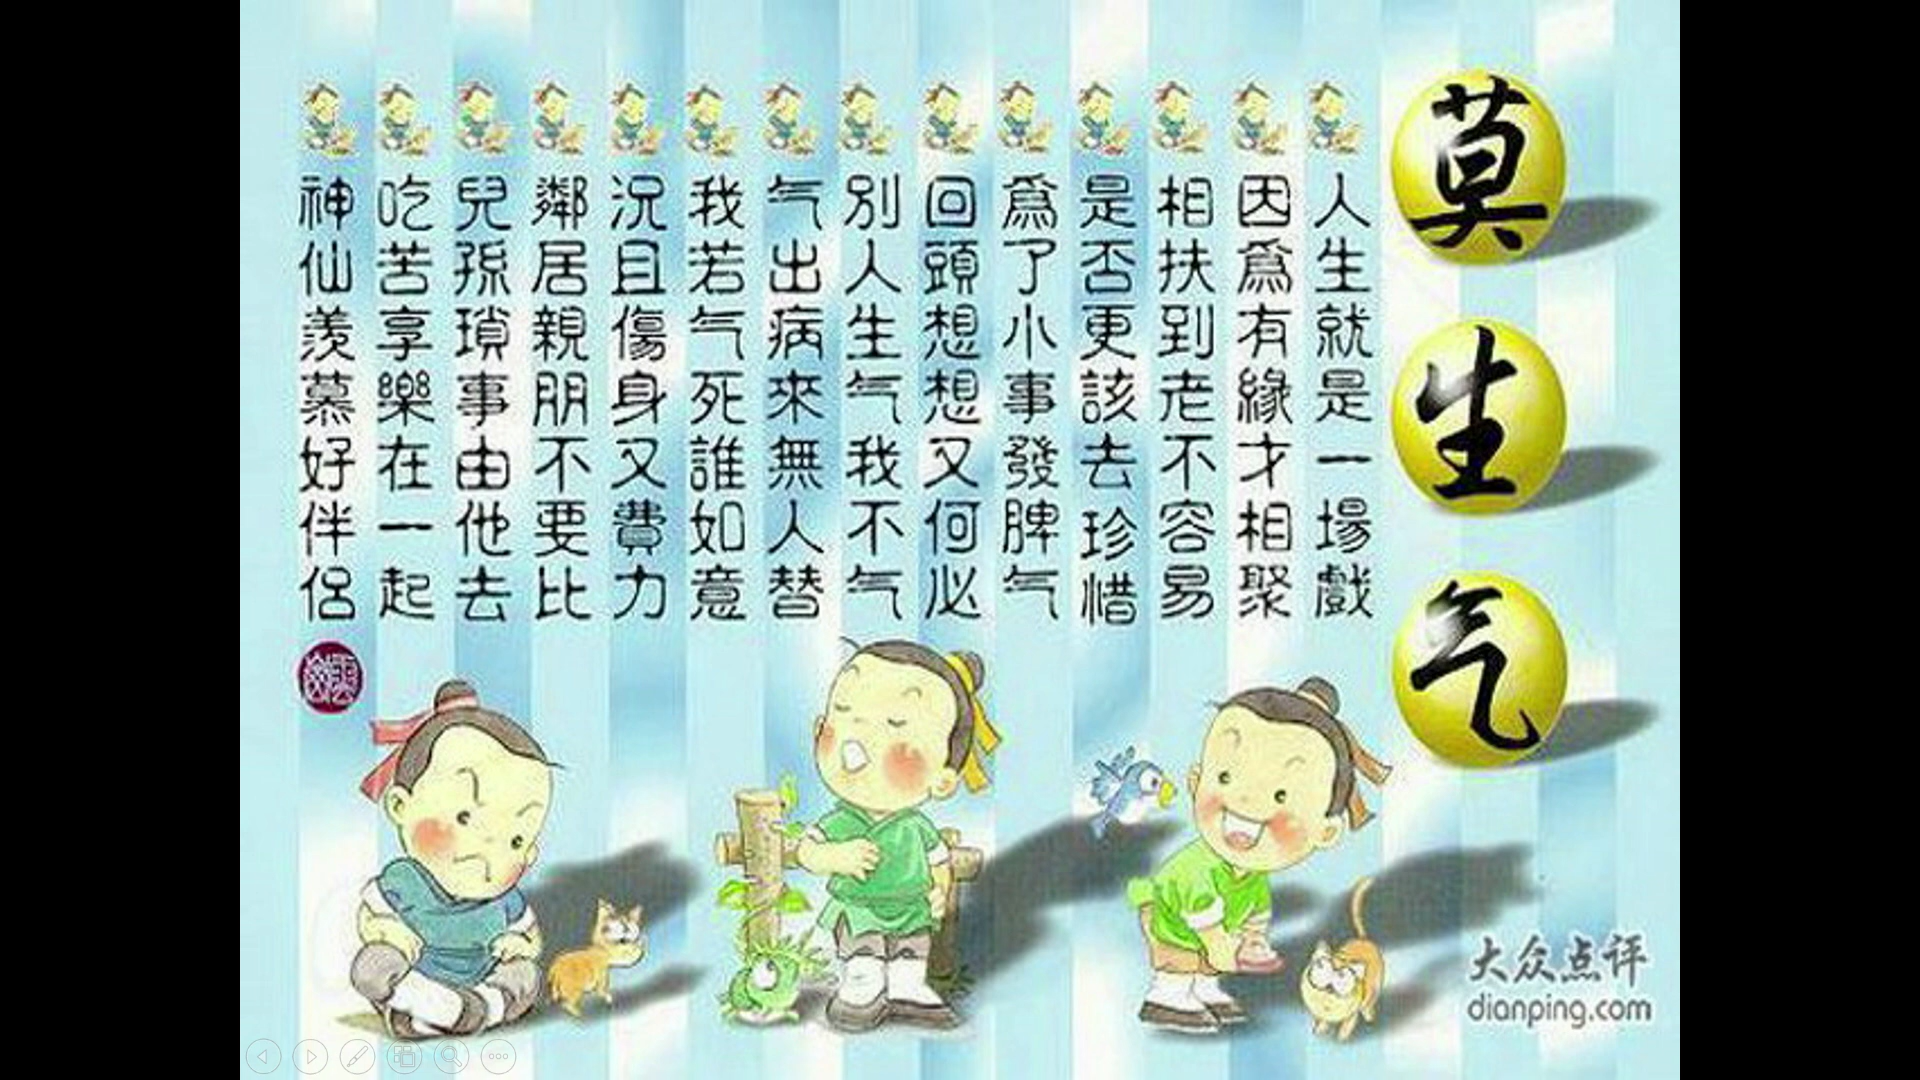 莫生气
人生就是一場戲
因爲有緣才相聚
相扶到老不容易
是否更該去珍惜
爲了小事發脾气
回頭想想又何必
别人生气我不气
气出病來無人替
我若气死誰如意
况且傷身又費力
鄰居親朋不要比
兒孫瑣事由他去
吃苦享樂在一起
神仙羨慕好伴侣
大众点评
dianping.com